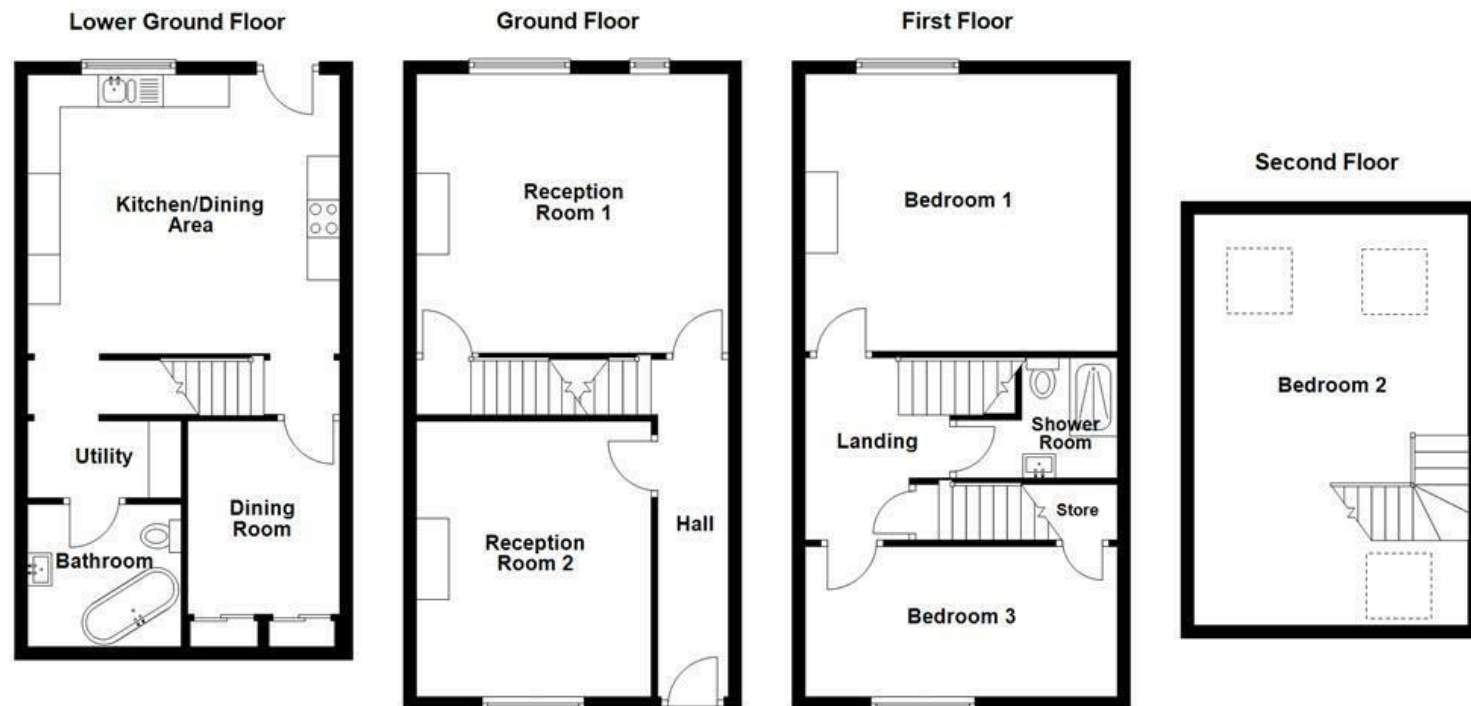 Lower Ground Floor
Kitchen/Dining
Area
Utility
Bathroom
Dining
Room
Ground Floor
Reception
Room 1
Reception
Room 2
Hall
First Floor
Bedroom 1
Landing
Shower
Room
Store
Bedroom 3
Second Floor
Bedroom 2